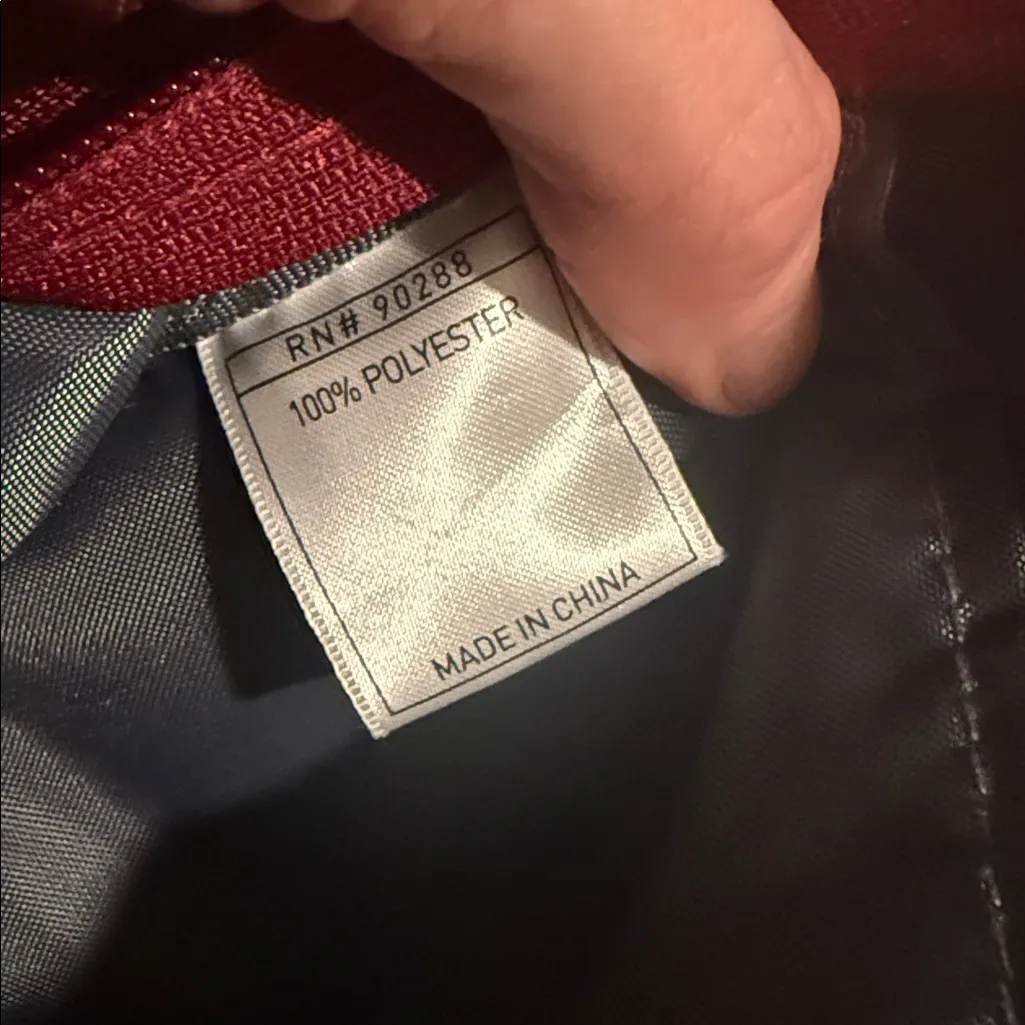 RN# 90288
100% POLYESTER
MADE IN CHINA